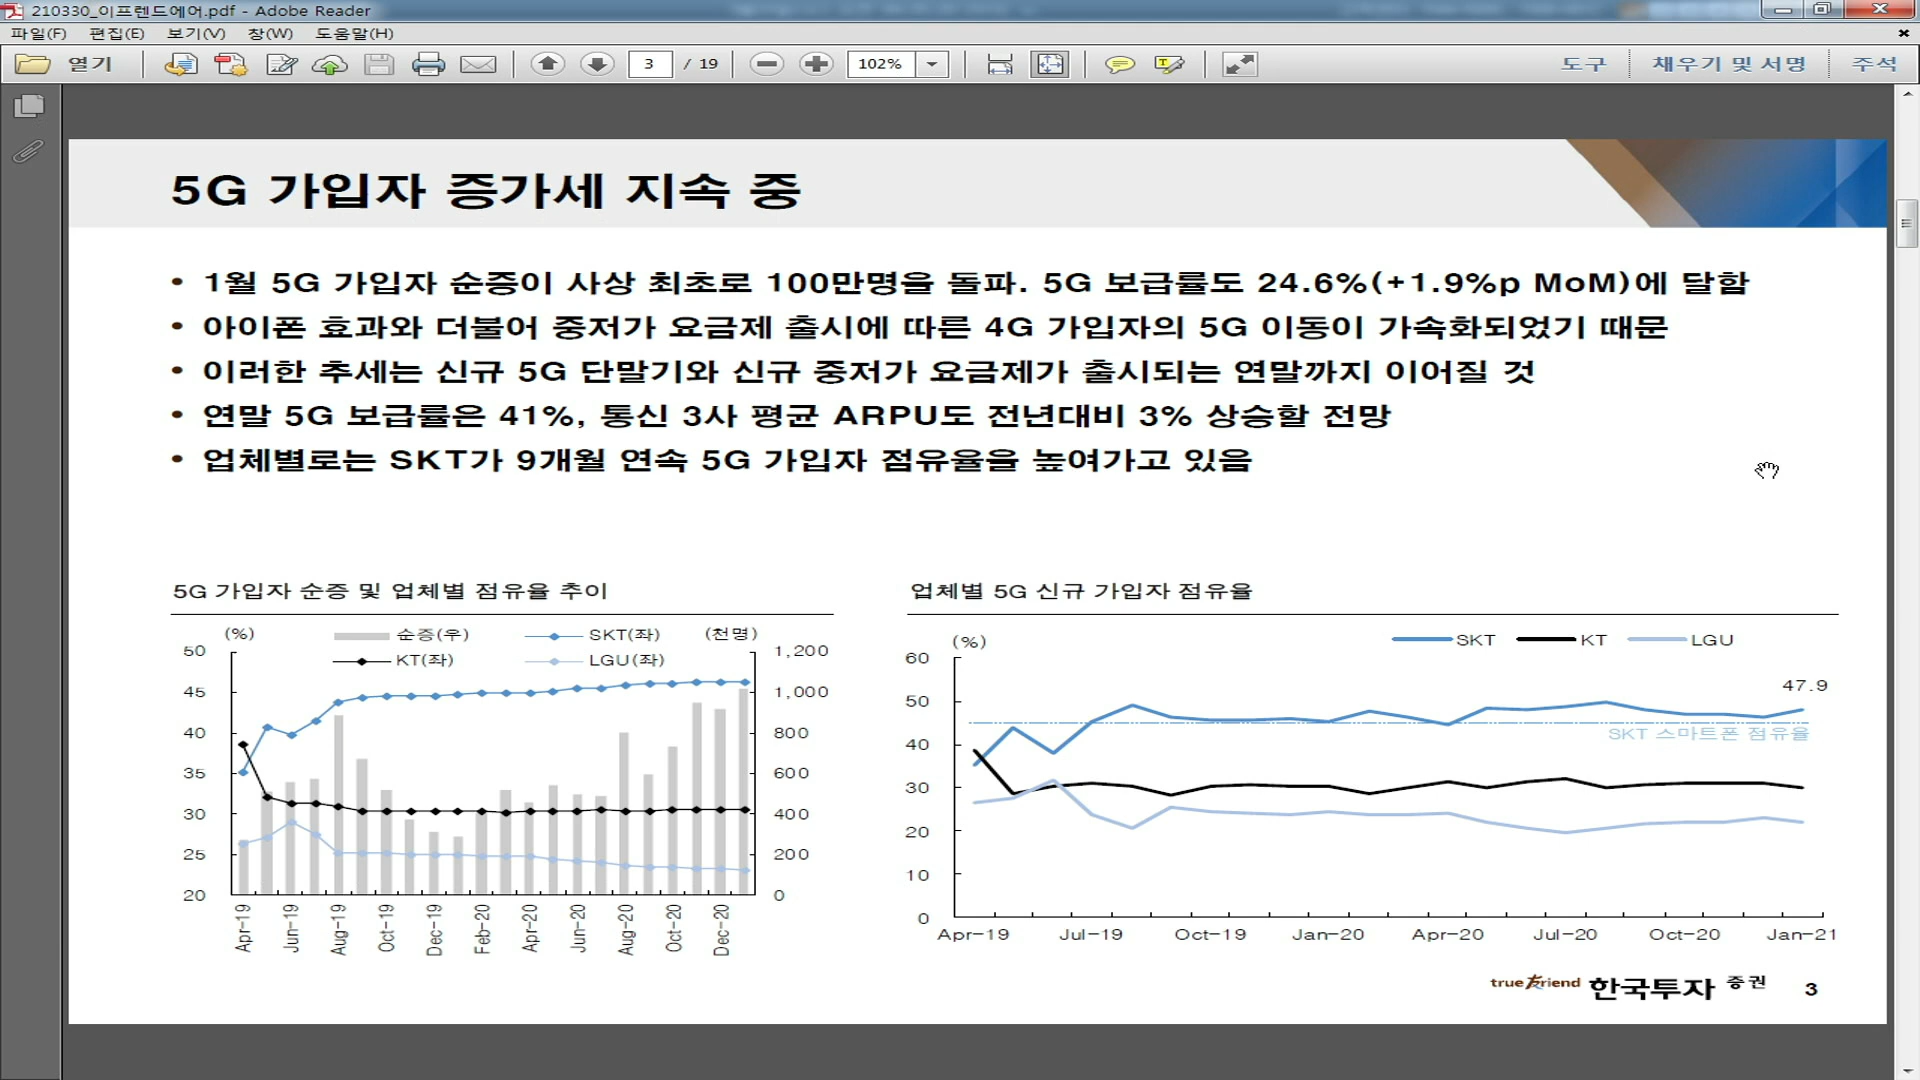 210330_이프렌드에어.pdf - Adobe Reader
파일(F) 편집(E) 보기(V) 창(W) 도움말(H)
열기 3 / 19 102% 도구 채우기 및 서명 주석
5G 가입자 증가세 지속 중
• 1월 5G 가입자 순증이 사상 최초로 100만명을 돌파. 5G 보급률도 24.6%(+1.9%p MoM)에 달함
• 아이폰 효과와 더불어 중저가 요금제 출시에 따른 4G 가입자의 5G 이동이 가속화되었기 때문
• 이러한 추세는 신규 5G 단말기와 신규 중저가 요금제가 출시되는 연말까지 이어질 것
• 연말 5G 보급률은 41%, 통신 3사 평균 ARPU도 전년대비 3% 상승할 전망
• 업체별로는 SKT가 9개월 연속 5G 가입자 점유율을 높여가고 있음
5G 가입자 순증 및 업체별 점유율 추이
(%) 순증(우) SKT(좌) (천명)
KT(좌) LGU(좌)
50 1,200
45 1,000
40 800
35 600
30 400
25 200
20 0
Apr-19 Jun-19 Aug-19 Oct-19 Dec-19 Feb-20 Apr-20 Jun-20 Aug-20 Oct-20 Dec-20
업체별 5G 신규 가입자 점유율
(%) SKT KT LGU
60
47.9
50
SKT 스마트폰 점유율
40
30
20
10
0
Apr-19 Jul-19 Oct-19 Jan-20 Apr-20 Jul-20 Oct-20 Jan-21
true friend 한국투자증권 3